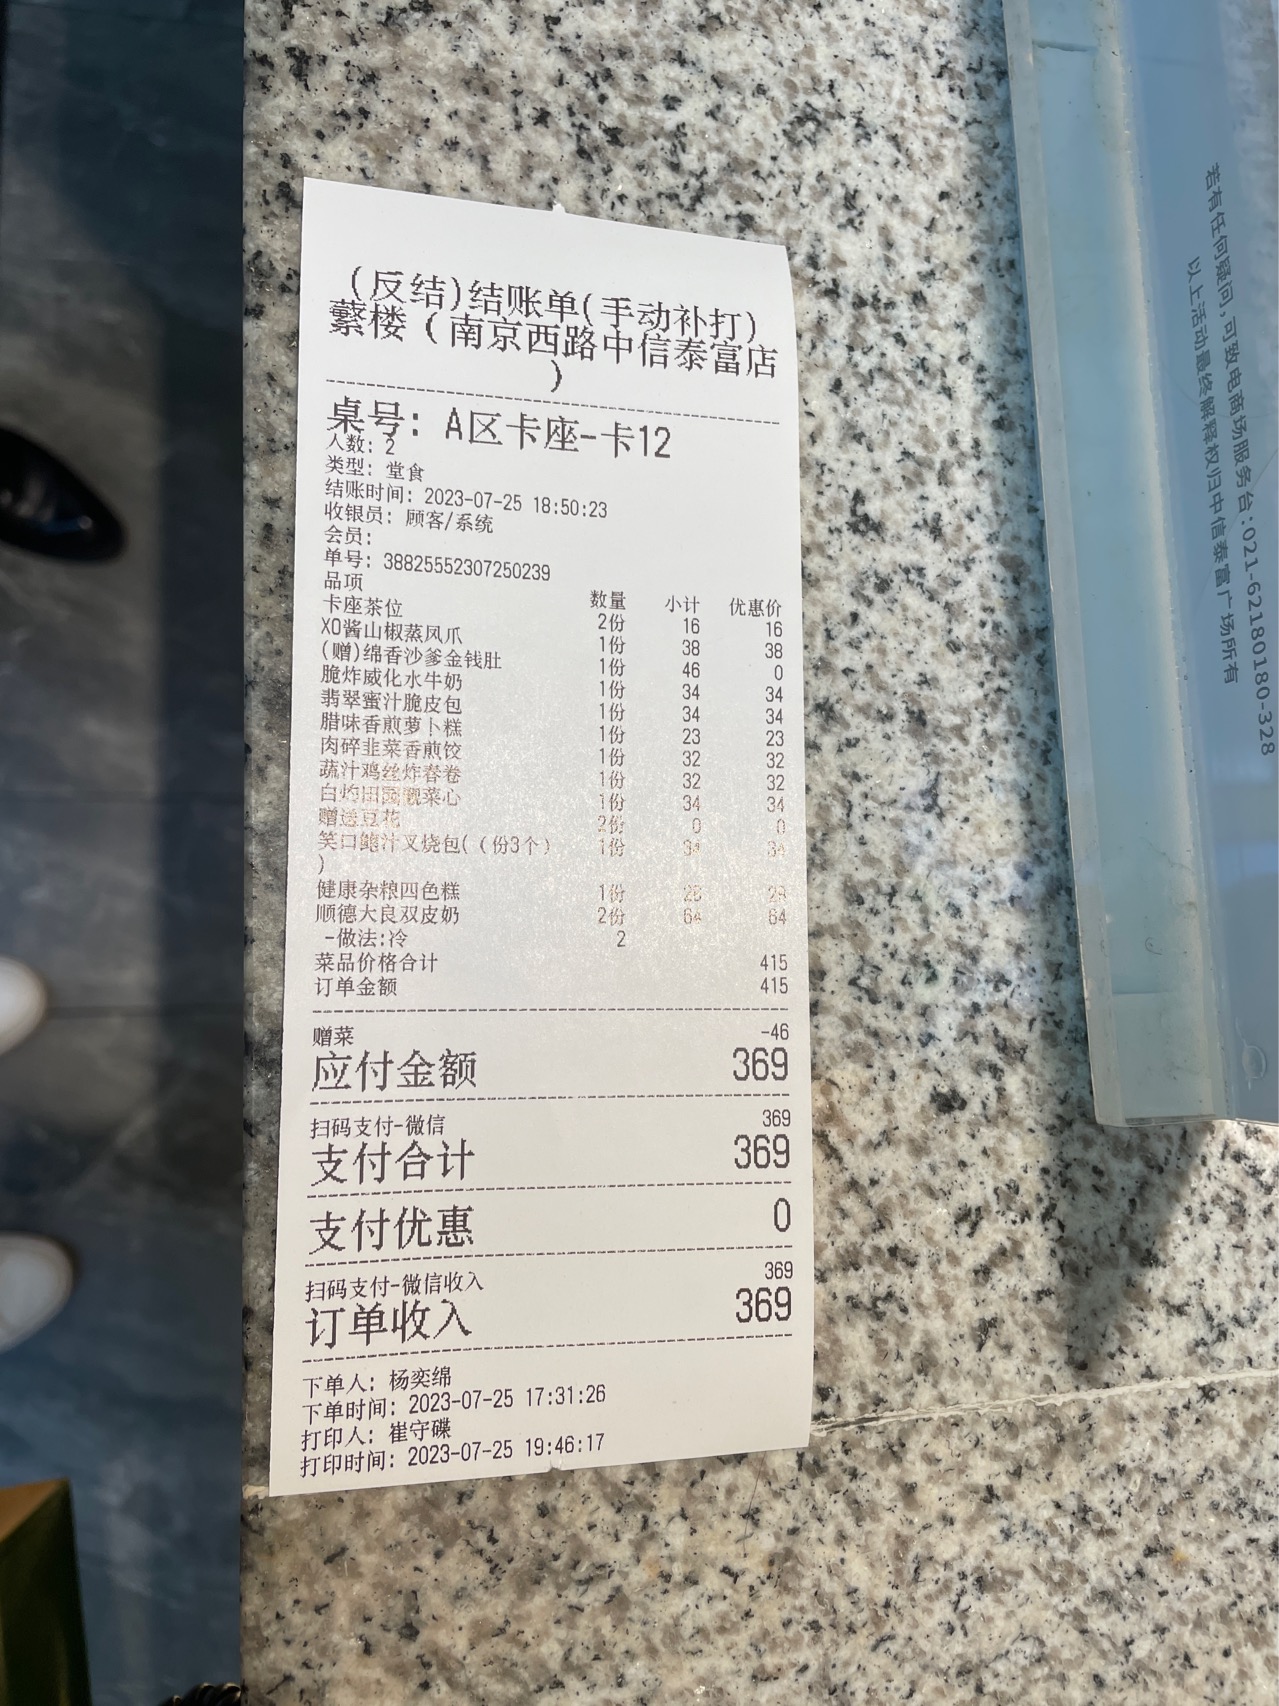 (反结)结账单(手动补打)
蘩楼(南京西路中信泰富店
)
桌号: A区卡座-卡12
人数: 2
类型: 堂食
结账时间: 2023-07-25 18:50:23
收银员: 顾客/系统
会员:
单号: 38825552307250239
品项 数量 小计 优惠价
卡座茶位 2份 16 16
XO酱山椒蒸凤爪 1份 38 38
(赠)绵香沙爹金钱肚 1份 46 0
脆炸威化水牛奶 1份 34 34
翡翠蜜汁脆皮包 1份 34 34
腊味香煎萝卜糕 1份 23 23
肉碎韭菜香煎饺 1份 32 32
蔬汁鸡丝炸春卷 1份 32 32
白灼田园靓菜心 1份 34 34
赠送豆花 2份 0 0
笑口鲍汁叉烧包((份3个) 1份 34 34
)
健康杂粮四色糕 1份 28 28
顺德大良双皮奶 2份 64 64
-做法:冷 2
菜品价格合计 415
订单金额 415
赠菜 -46
应付金额 369
扫码支付-微信 369
支付合计 369
支付优惠 0
扫码支付-微信收入 369
订单收入 369
下单人: 杨奕绵
下单时间: 2023-07-25 17:31:26
打印人: 崔守碟
打印时间: 2023-07-25 19:46:17
若有任何疑问,可致电商场服务台:021-62180180-328
以上活动最终解释权归中信泰富广场所有